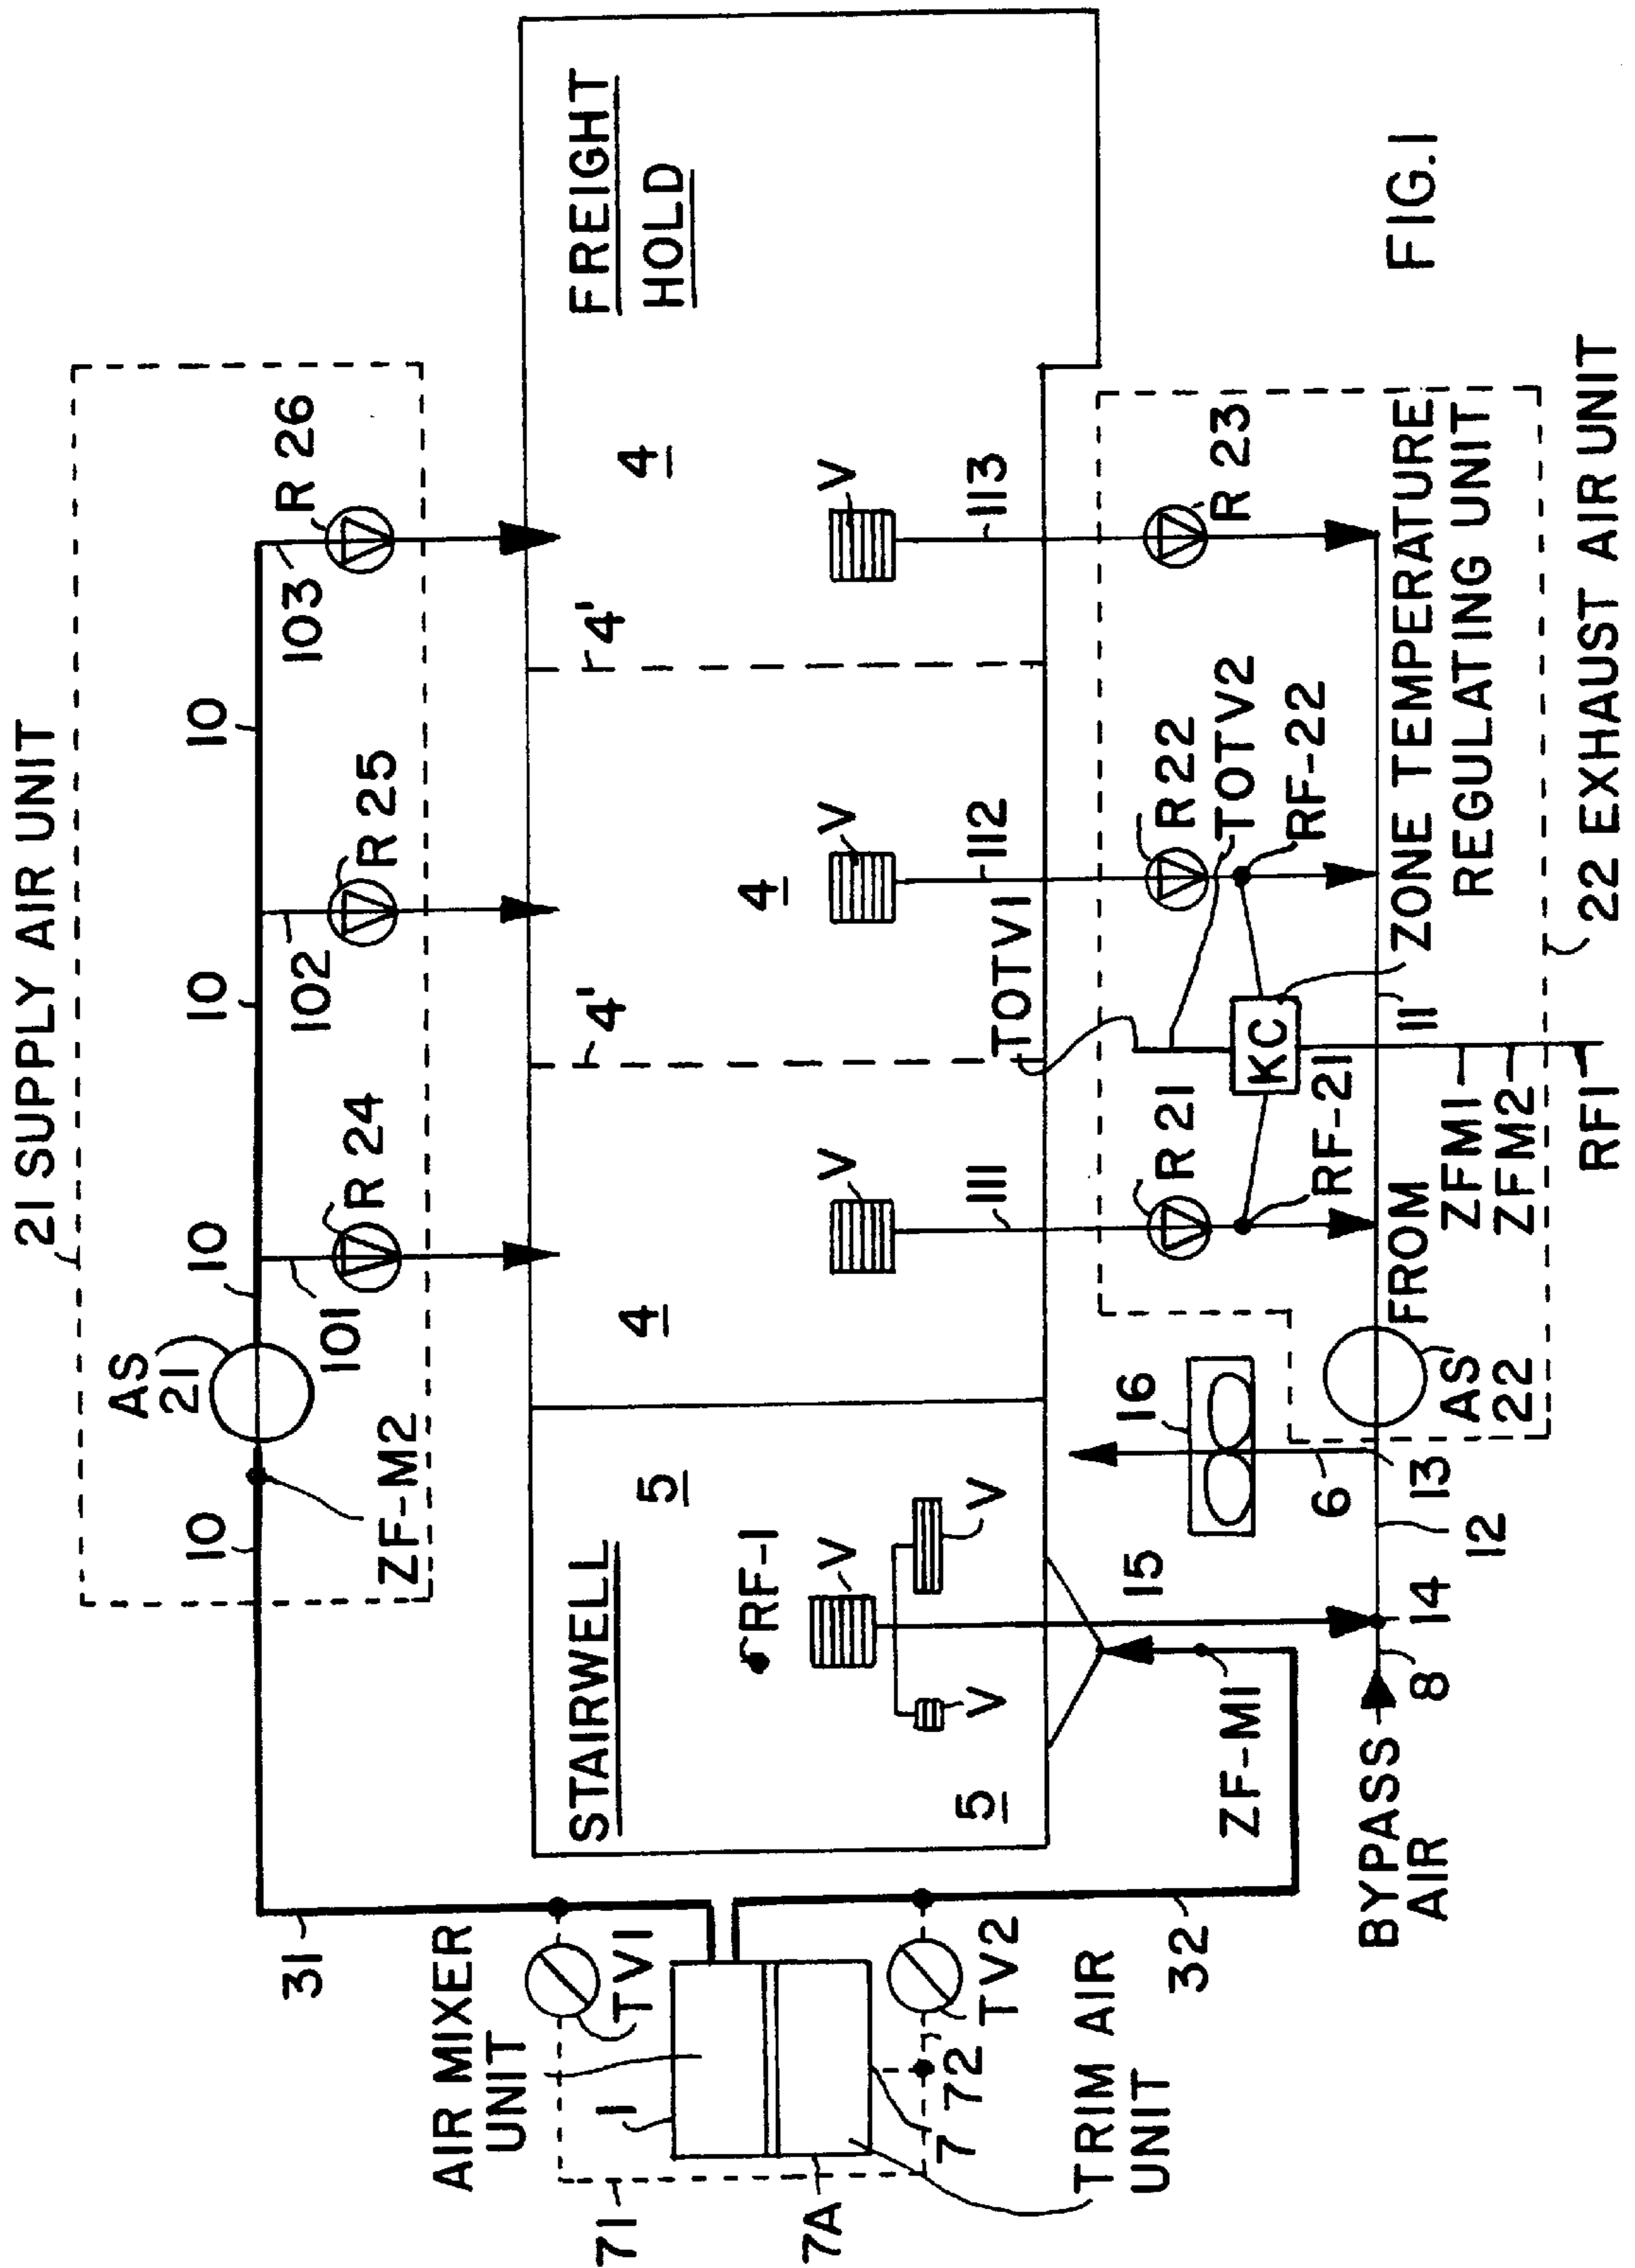 21 SUPPLY AIR UNIT
10
10
10
10
AS
21
ZF-M2
101
R 24
102
R 25
103
R 26
31
AIR MIXER
UNIT
TV1
1
71
7A
7
72
TV2
TRIM AIR
UNIT
32
STAIRWELL
5
5
RF-1
V
V
V
4
4'
4
4'
4
FREIGHT
HOLD
V
V
V
111
112
113
TOTV1
ZF-M1
15
16
6
BYPASS
AIR
8
14
12
13
AS
22
R 21
RF-21
KC
R 22
TOTV2
RF-22
R 23
11
ZONE TEMPERATURE
REGULATING UNIT
FROM
ZFM1
ZFM2
RF1
22 EXHAUST AIR UNIT
FIG.1